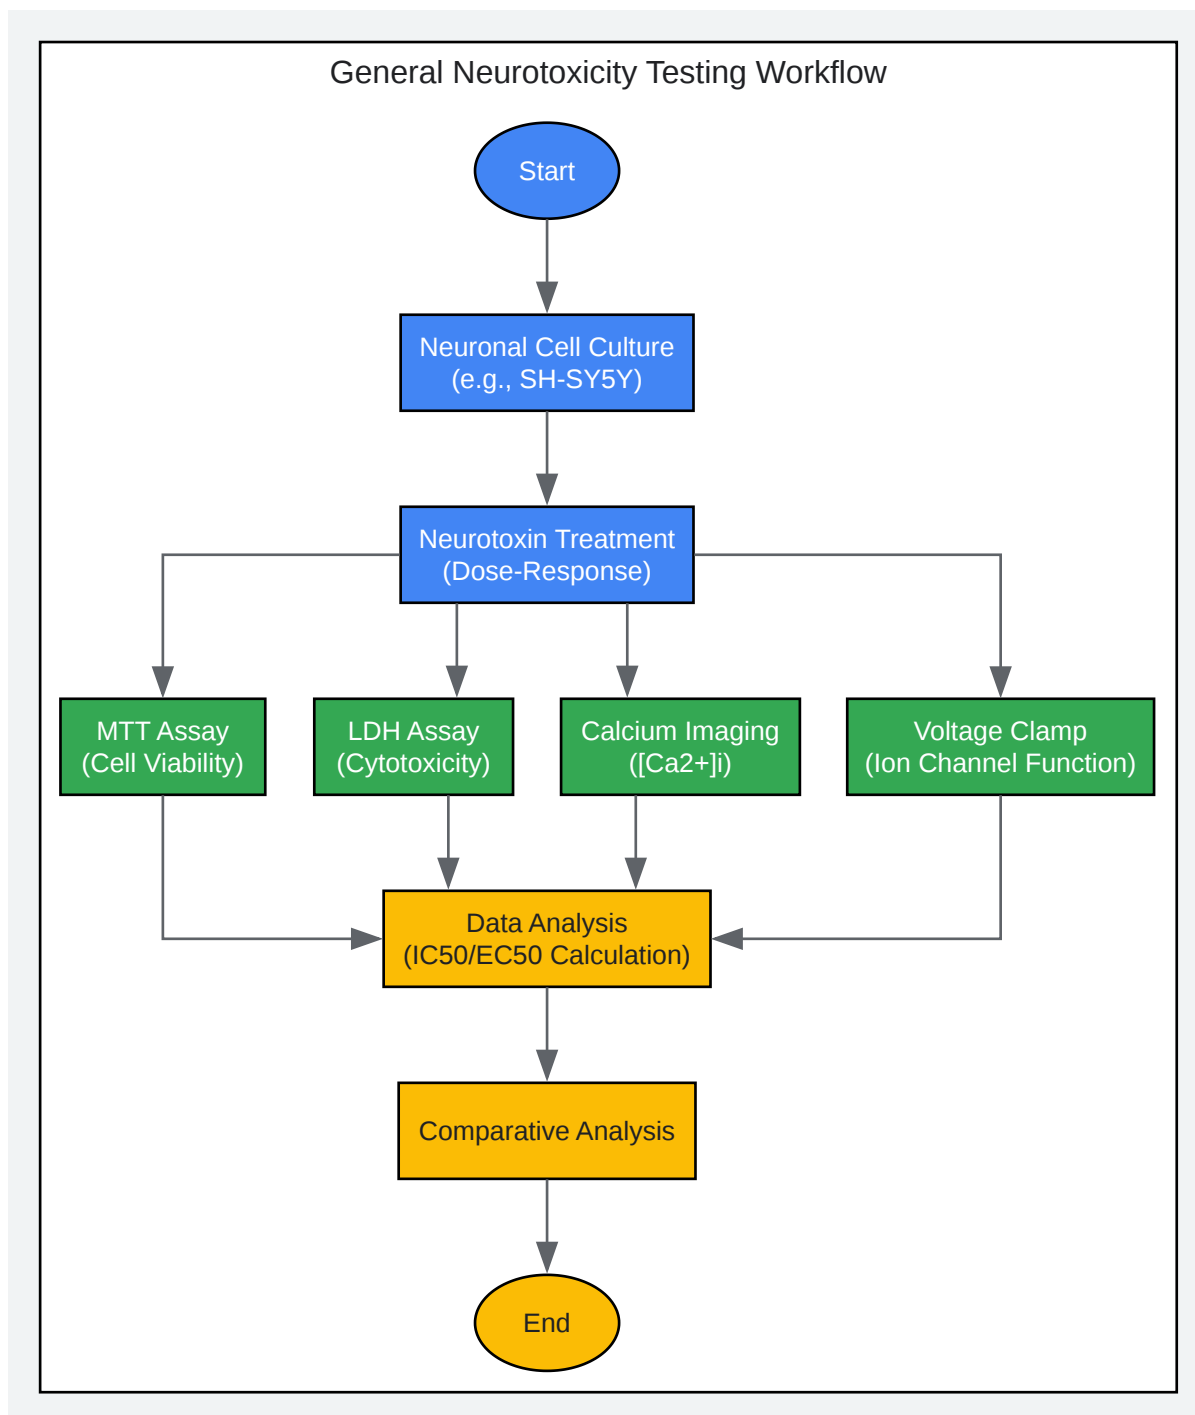 General Neurotoxicity Testing Workflow
Start
Neuronal Cell Culture
(e.g., SH-SY5Y)
Neurotoxin Treatment
(Dose-Response)
MTT Assay
(Cell Viability)
LDH Assay
(Cytotoxicity)
Calcium Imaging
([Ca2+]i)
Voltage Clamp
(Ion Channel Function)
Data Analysis
(IC50/EC50 Calculation)
Comparative Analysis
End